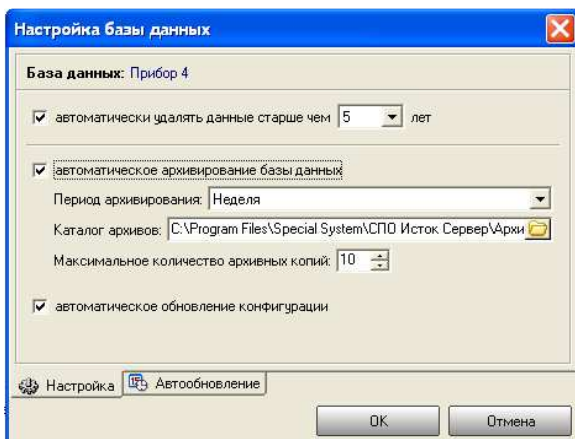 Настройка базы данных
База данных: Прибор 4
автоматически удалять данные старше чем 5 лет
автоматическое архивирование базы данных
Период архивирования: Неделя
Каталог архивов: C:\Program Files\Special System\СПО Исток Сервер\Архи
Максимальное количество архивных копий: 10
автоматическое обновление конфигурации
Настройка Автообновление
OK Отмена